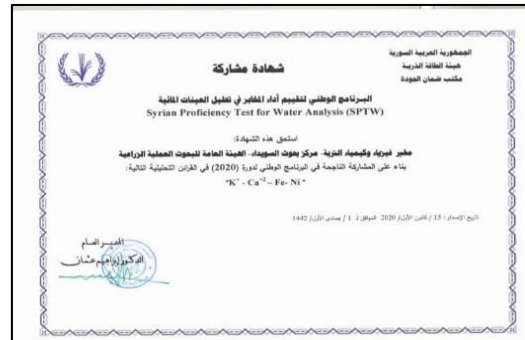 الجمهورية العربية السورية
هيئة الطاقة الذرية
مكتب ضمان الجودة
شهادة مشاركة
البرنامج الوطني لتقييم أداء المخابر في تحليل العينات المائية
Syrian Proficiency Test for Water Analysis (SPTW)
استحق هذه الشهادة:
مخبر فيزياء وكيمياء التربة- مركز بحوث السويداء- الهيئة العامة للبحوث العلمية الزراعية
بناء على المشاركة الناجحة في البرنامج الوطني لدورة (2020) في القرائن التحليلية التالية:
"K+ - Ca+2 – Fe- Ni"
تاريخ الإصدار: 15 / كانون الأول/ 2020 الموافق لـ 1 / جمادى الأول/ 1442
المدير العام
الدكتور إبراهيم عثمان